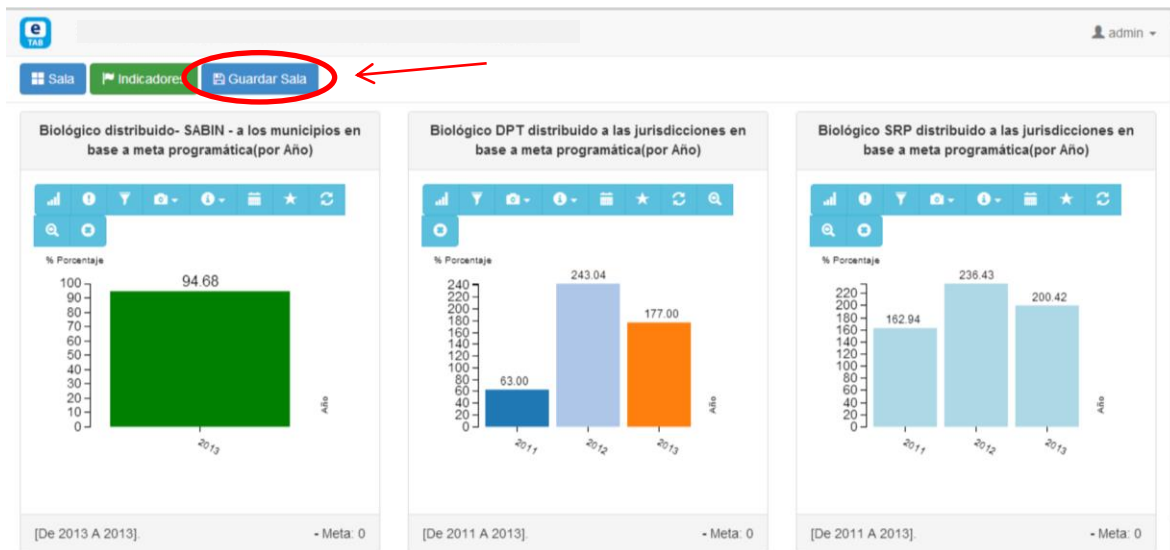 e
TAB
admin
Sala
Indicadores
Guardar Sala
Biológico distribuido- SABIN - a los municipios en
base a meta programática(por Año)
% Porcentaje
100
90
80
70
60
50
40
30
20
10
0
94.68
Año
2013
[De 2013 A 2013].
- Meta: 0
Biológico DPT distribuido a las jurisdicciones en
base a meta programática(por Año)
% Porcentaje
240
220
200
180
160
140
120
100
80
60
40
20
0
63.00
243.04
177.00
Año
2011
2012
2013
[De 2011 A 2013].
- Meta: 0
Biológico SRP distribuido a las jurisdicciones en
base a meta programática(por Año)
% Porcentaje
220
200
180
160
140
120
100
80
60
40
20
0
162.94
236.43
200.42
Año
2011
2012
2013
[De 2011 A 2013].
- Meta: 0